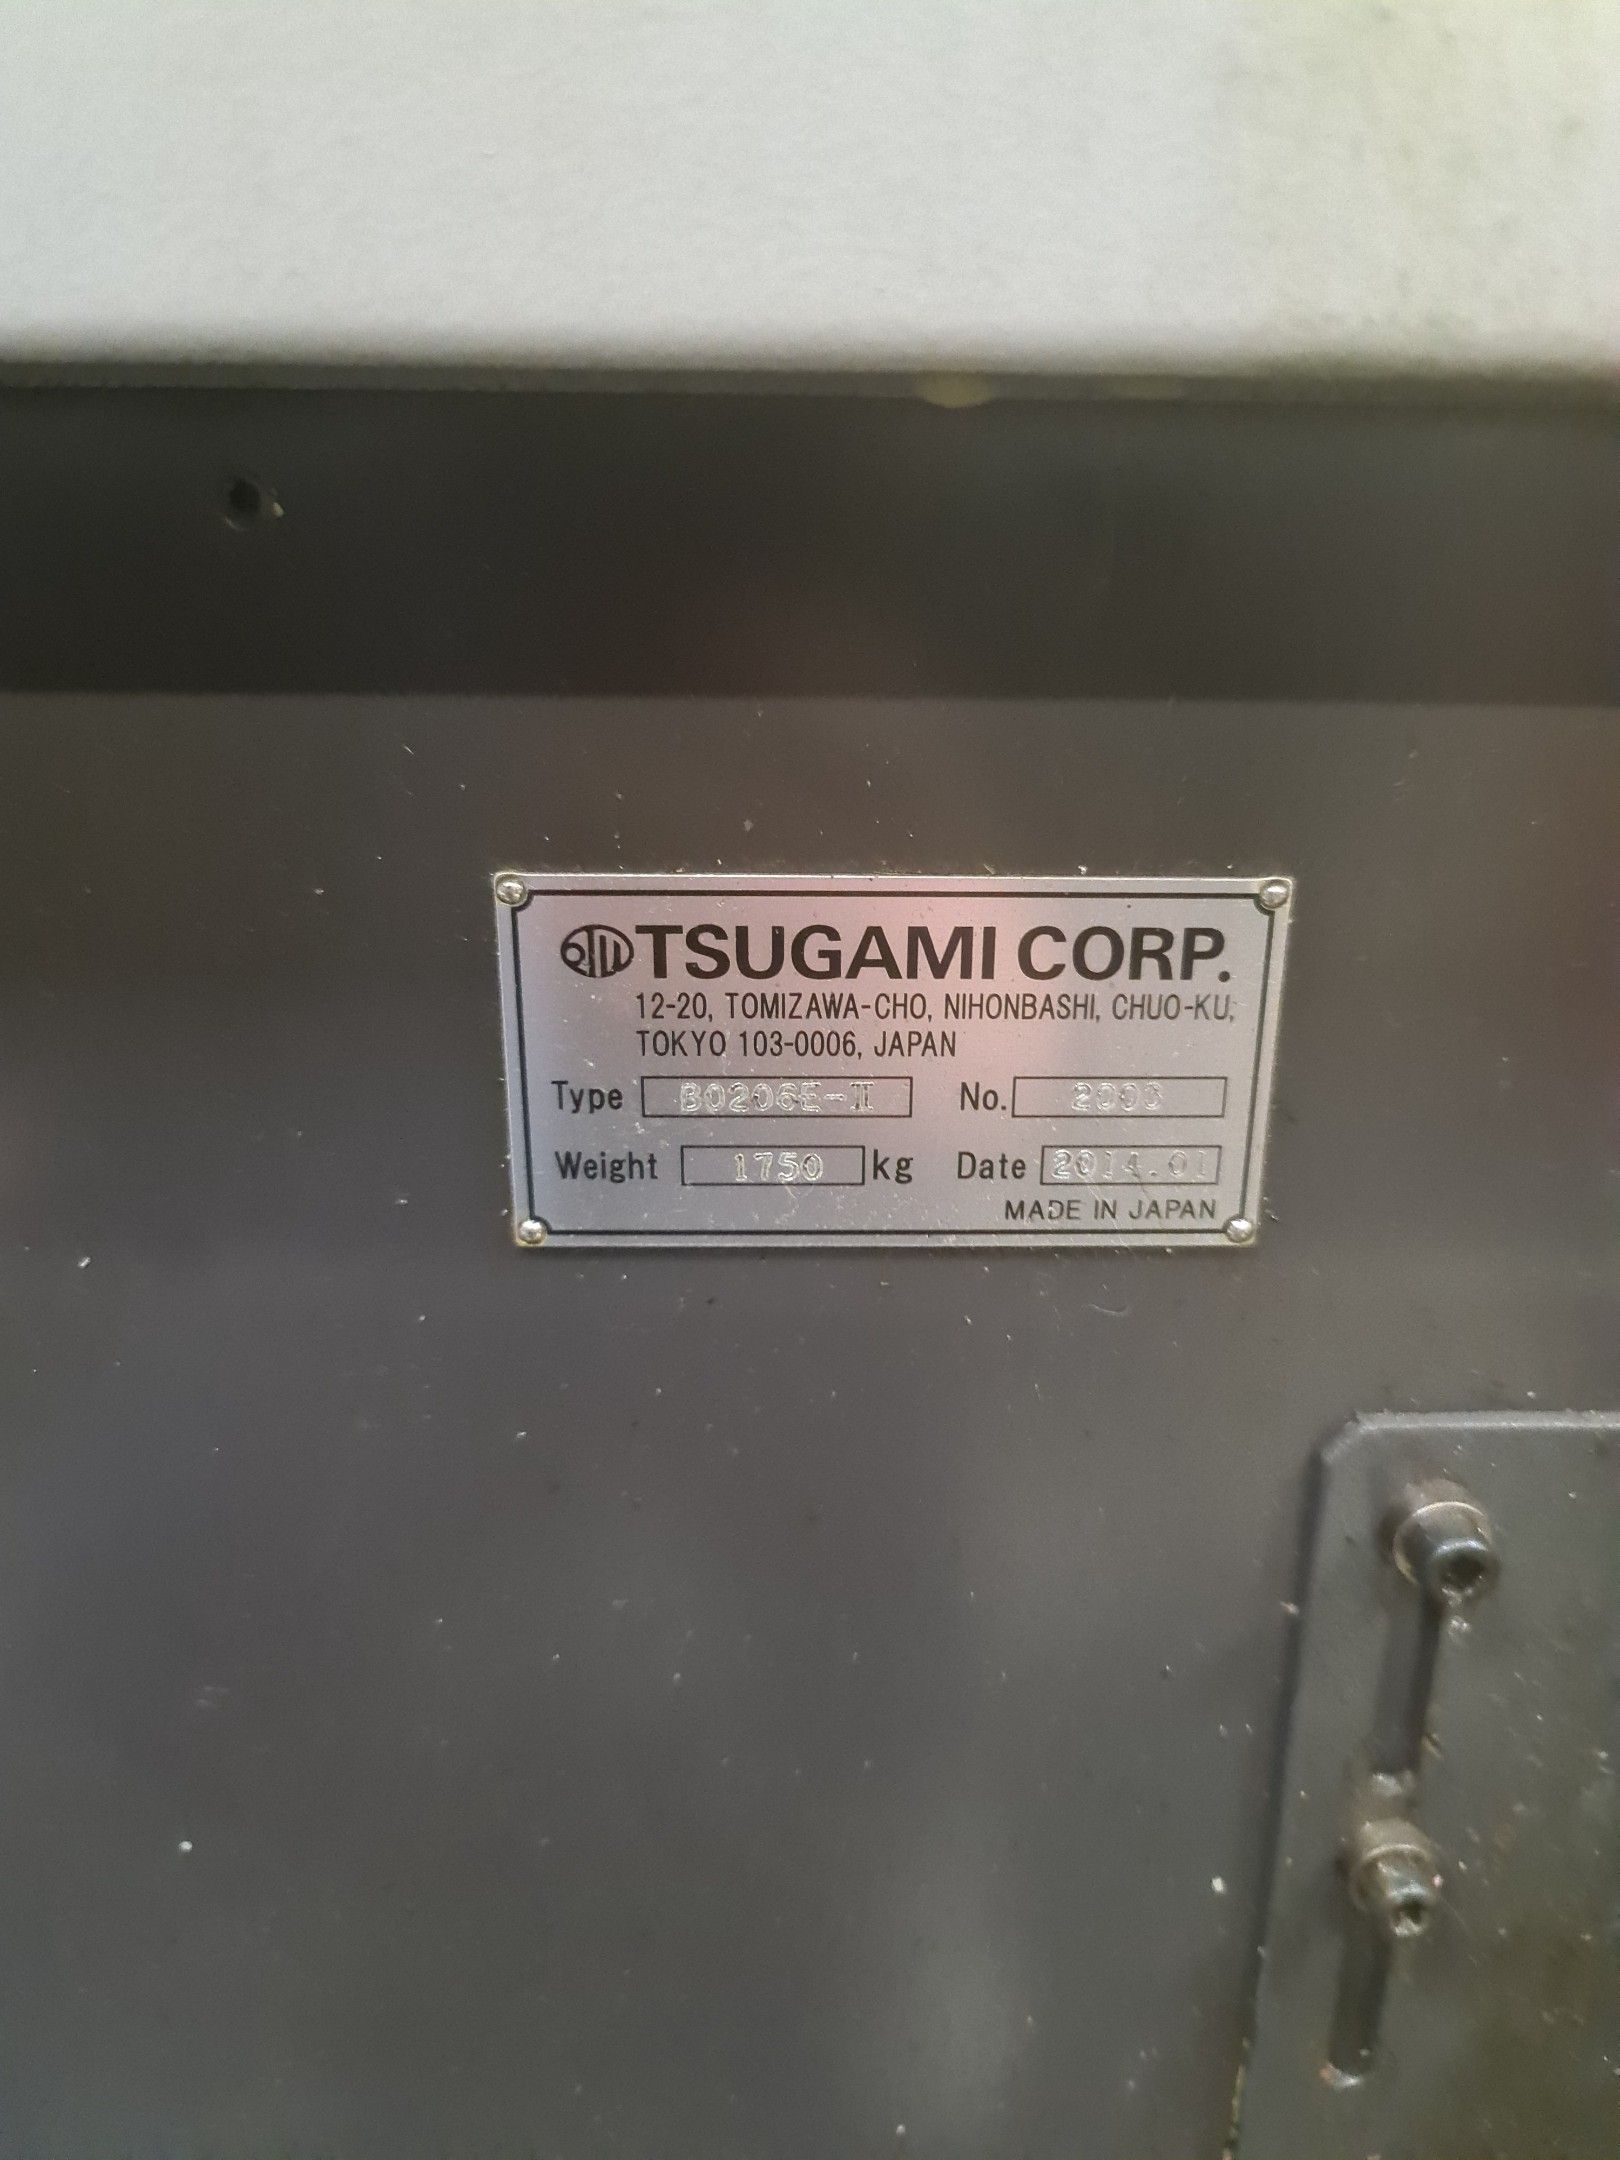 TSUGAMI CORP.
12-20, TOMIZAWA-CHO, NIHONBASHI, CHUO-KU,
TOKYO 103-0006, JAPAN
Type B0206E-II No.
Weight 1750 kg Date 2014.01
MADE IN JAPAN